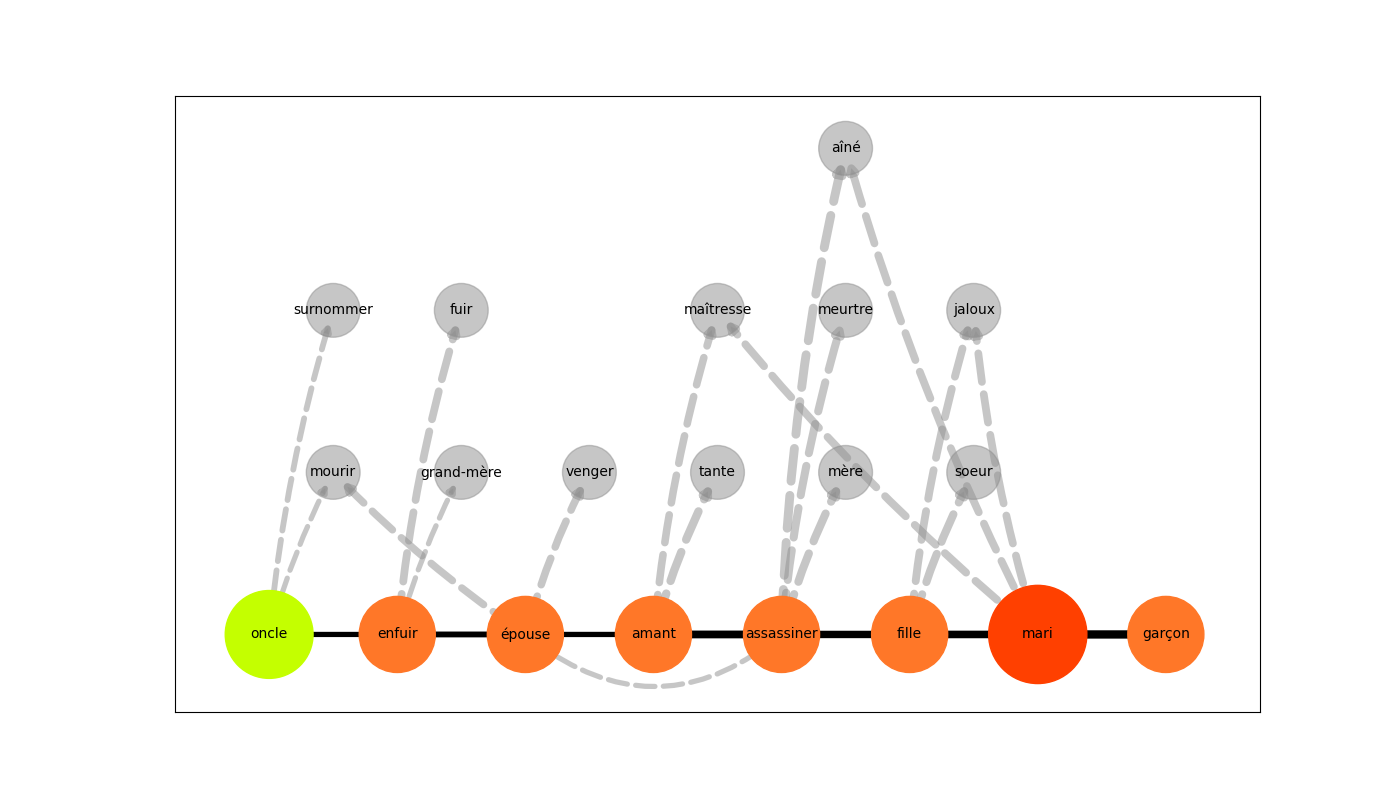 aîné
surnommer
fuir
maîtresse
meurtre
jaloux
mourir
grand-mère
venger
tante
mère
soeur
oncle
enfuir
épouse
amant
assassiner
fille
mari
garçon